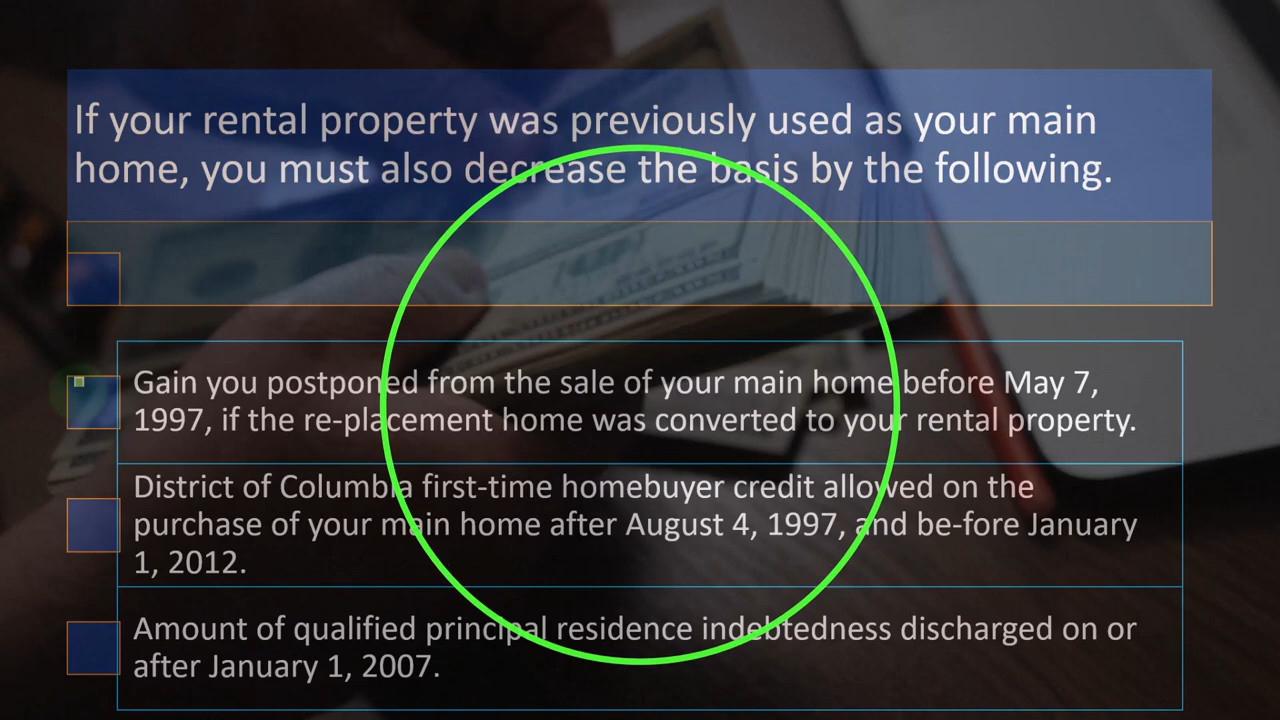 If your rental property was previously used as your main
home, you must also decrease the basis by the following.
Gain you postponed from the sale of your main home before May 7,
1997, if the re-placement home was converted to your rental property.
District of Columbia first-time homebuyer credit allowed on the
purchase of your main home after August 4, 1997, and be-fore January
1, 2012.
Amount of qualified principal residence indebtedness discharged on or
after January 1, 2007.